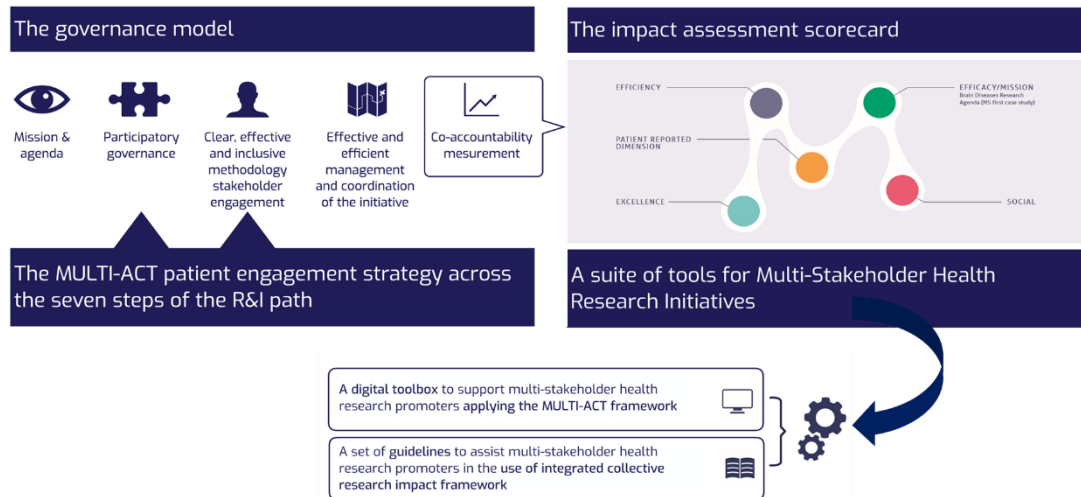 The governance model
Mission &
agenda
Participatory
governance
Clear, effective
and inclusive
methodology
stakeholder
engagement
Effective and
efficient
management
and coordination
of the initiative
Co-accountability
mesurement
The impact assessment scorecard
EFFICIENCY
EFFICACY/MISSION
Brain Diseases Research
Agenda (MS first case study)
PATIENT REPORTED
DIMENSION
EXCELLENCE
SOCIAL
The MULTI-ACT patient engagement strategy across
the seven steps of the R&I path
A suite of tools for Multi-Stakeholder Health
Research Initiatives
A digital toolbox to support multi-stakeholder health
research promoters applying the MULTI-ACT framework
A set of guidelines to assist multi-stakeholder health
research promoters in the use of integrated collective
research impact framework